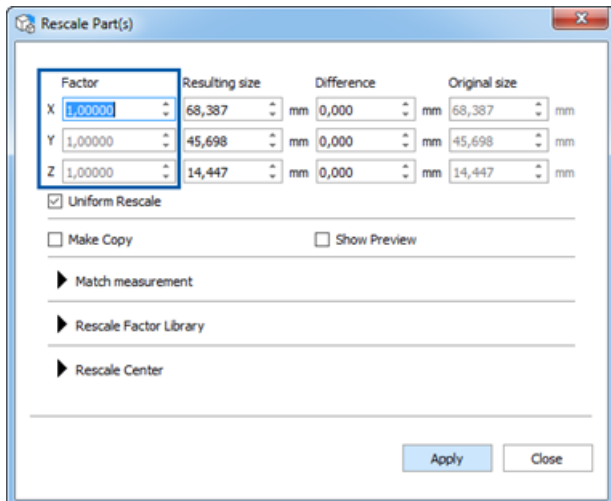 Rescale Part(s)
Factor Resulting size Difference Original size
X 1,00000 68,387 mm 0,000 mm 68,387 mm
Y 1,00000 45,698 mm 0,000 mm 45,698 mm
Z 1,00000 14,447 mm 0,000 mm 14,447 mm
Uniform Rescale
Make Copy Show Preview
Match measurement
Rescale Factor Library
Rescale Center
Apply Close